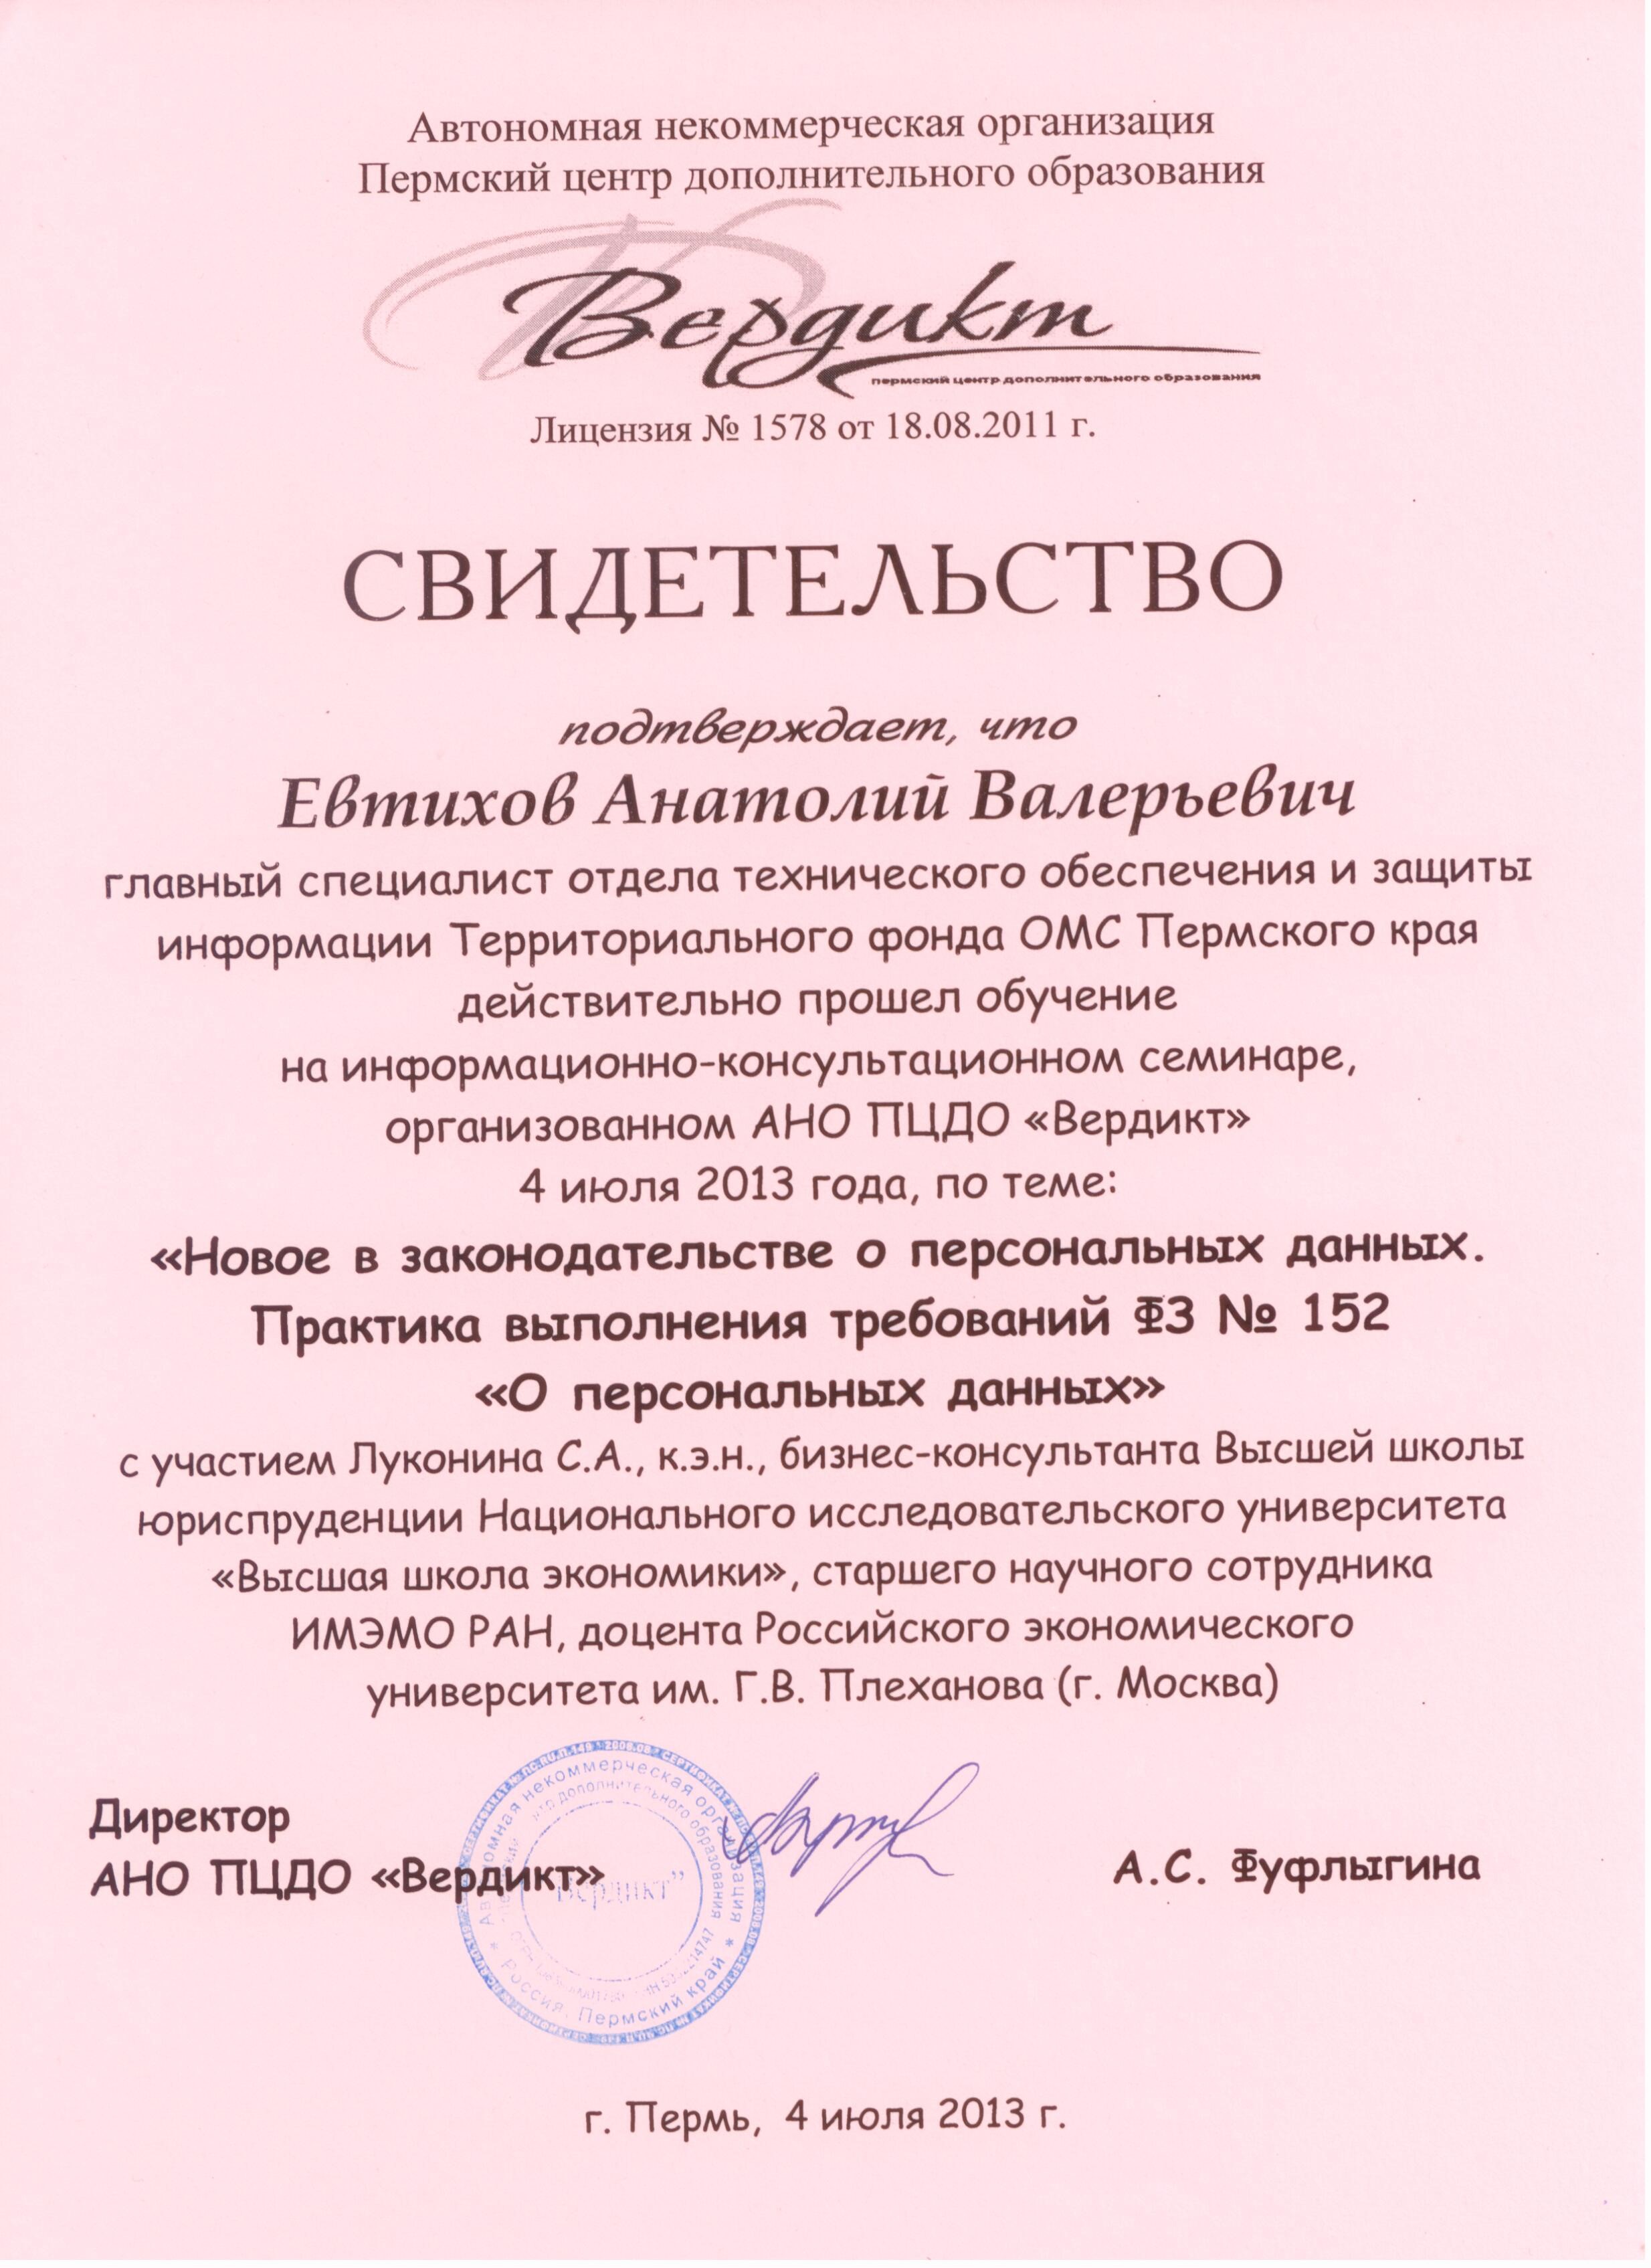 Автономная некоммерческая организация
Пермский центр дополнительного образования
Вердикт
пермский центр дополнительного образования
Лицензия № 1578 от 18.08.2011 г.
СВИДЕТЕЛЬСТВО
подтверждает, что
Евтихов Анатолий Валерьевич
главный специалист отдела технического обеспечения и защиты
информации Территориального фонда ОМС Пермского края
действительно прошел обучение
на информационно-консультационном семинаре,
организованном АНО ПЦДО «Вердикт»
4 июля 2013 года, по теме:
«Новое в законодательстве о персональных данных.
Практика выполнения требований ФЗ № 152
«О персональных данных»
с участием Луконина С.А., к.э.н., бизнес-консультанта Высшей школы
юриспруденции Национального исследовательского университета
«Высшая школа экономики», старшего научного сотрудника
ИМЭМО РАН, доцента Российского экономического
университета им. Г.В. Плеханова (г. Москва)
Директор
АНО ПЦДО «Вердикт»
А.С. Фуфлыгина
Автономная некоммерческая организация
дополнительного образования
"Вердикт"
* Россия, Пермский край *
г. Пермь, 4 июля 2013 г.